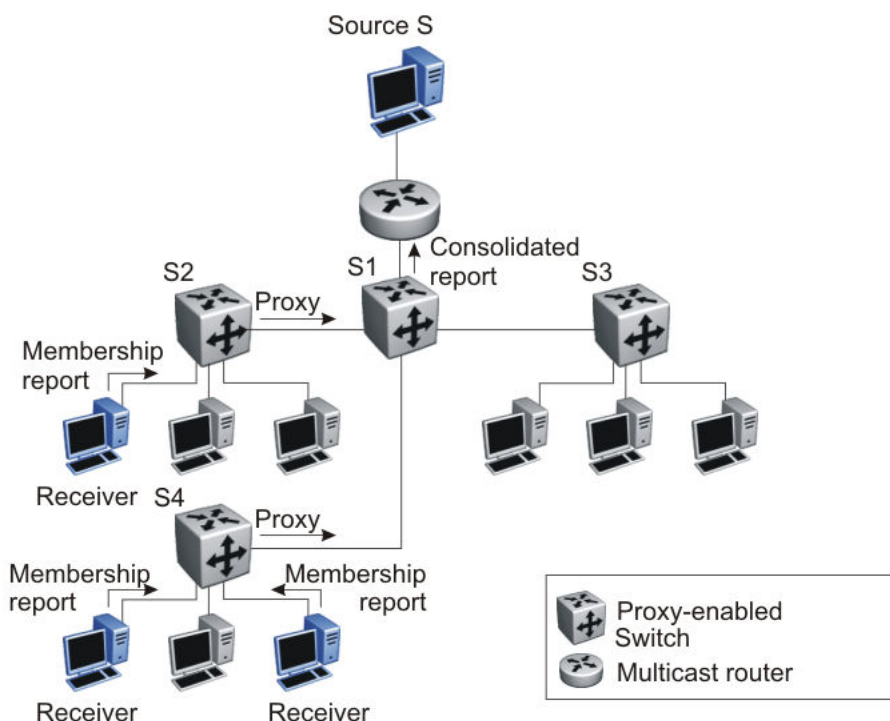 Source S
Consolidated
report
S1
S2
S3
Proxy
Membership
report
Receiver
S4
Proxy
Membership
report
Membership
report
Receiver
Receiver
Proxy-enabled
Switch
Multicast router